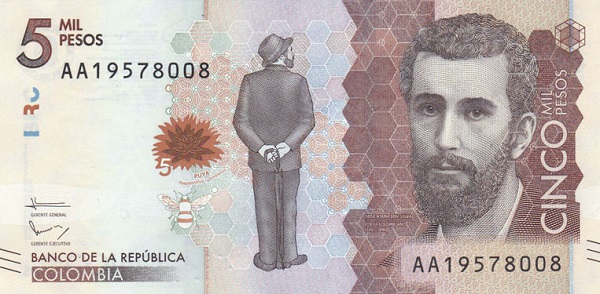 5 MIL
PESOS
AA19578008
BRC
5
PUYA
GERENTE GENERAL
GERENTE EJECUTIVO
BANCO DE LA REPÚBLICA
COLOMBIA
CINCO
MIL
PESOS
AA19578008